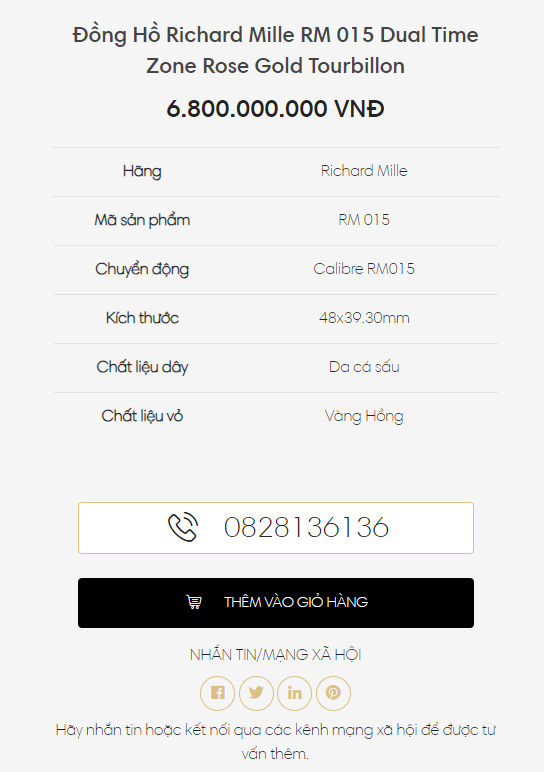 Đồng Hồ Richard Mille RM 015 Dual Time
Zone Rose Gold Tourbillon
6.800.000.000 VNĐ
Hãng Richard Mille
Mã sản phẩm RM 015
Chuyển động Calibre RM015
Kích thước 48x39.30mm
Chất liệu dây Da cá sấu
Chất liệu vỏ Vàng Hồng
0828136136
THÊM VÀO GIỎ HÀNG
NHẮN TIN/MẠNG XÃ HỘI
Hãy nhắn tin hoặc kết nối qua các kênh mạng xã hội để được tư
vấn thêm.